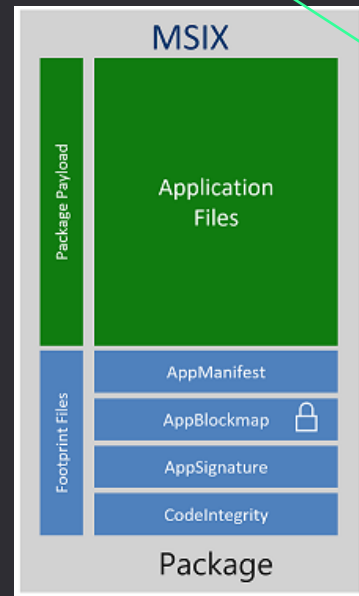 MSIX
Package Payload
Application
Files
Footprint Files
AppManifest
AppBlockmap
AppSignature
CodeIntegrity
Package